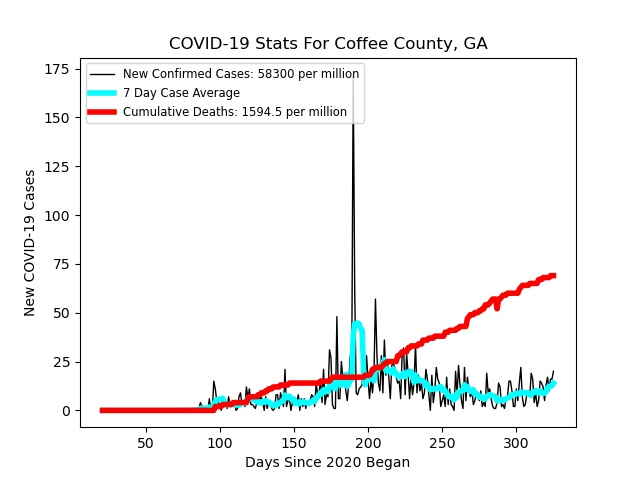 COVID-19 Stats For Coffee County, GA
New Confirmed Cases: 58300 per million
7 Day Case Average
Cumulative Deaths: 1594.5 per million
New COVID-19 Cases
175
150
125
100
75
50
25
0
50
100
150
200
250
300
Days Since 2020 Began